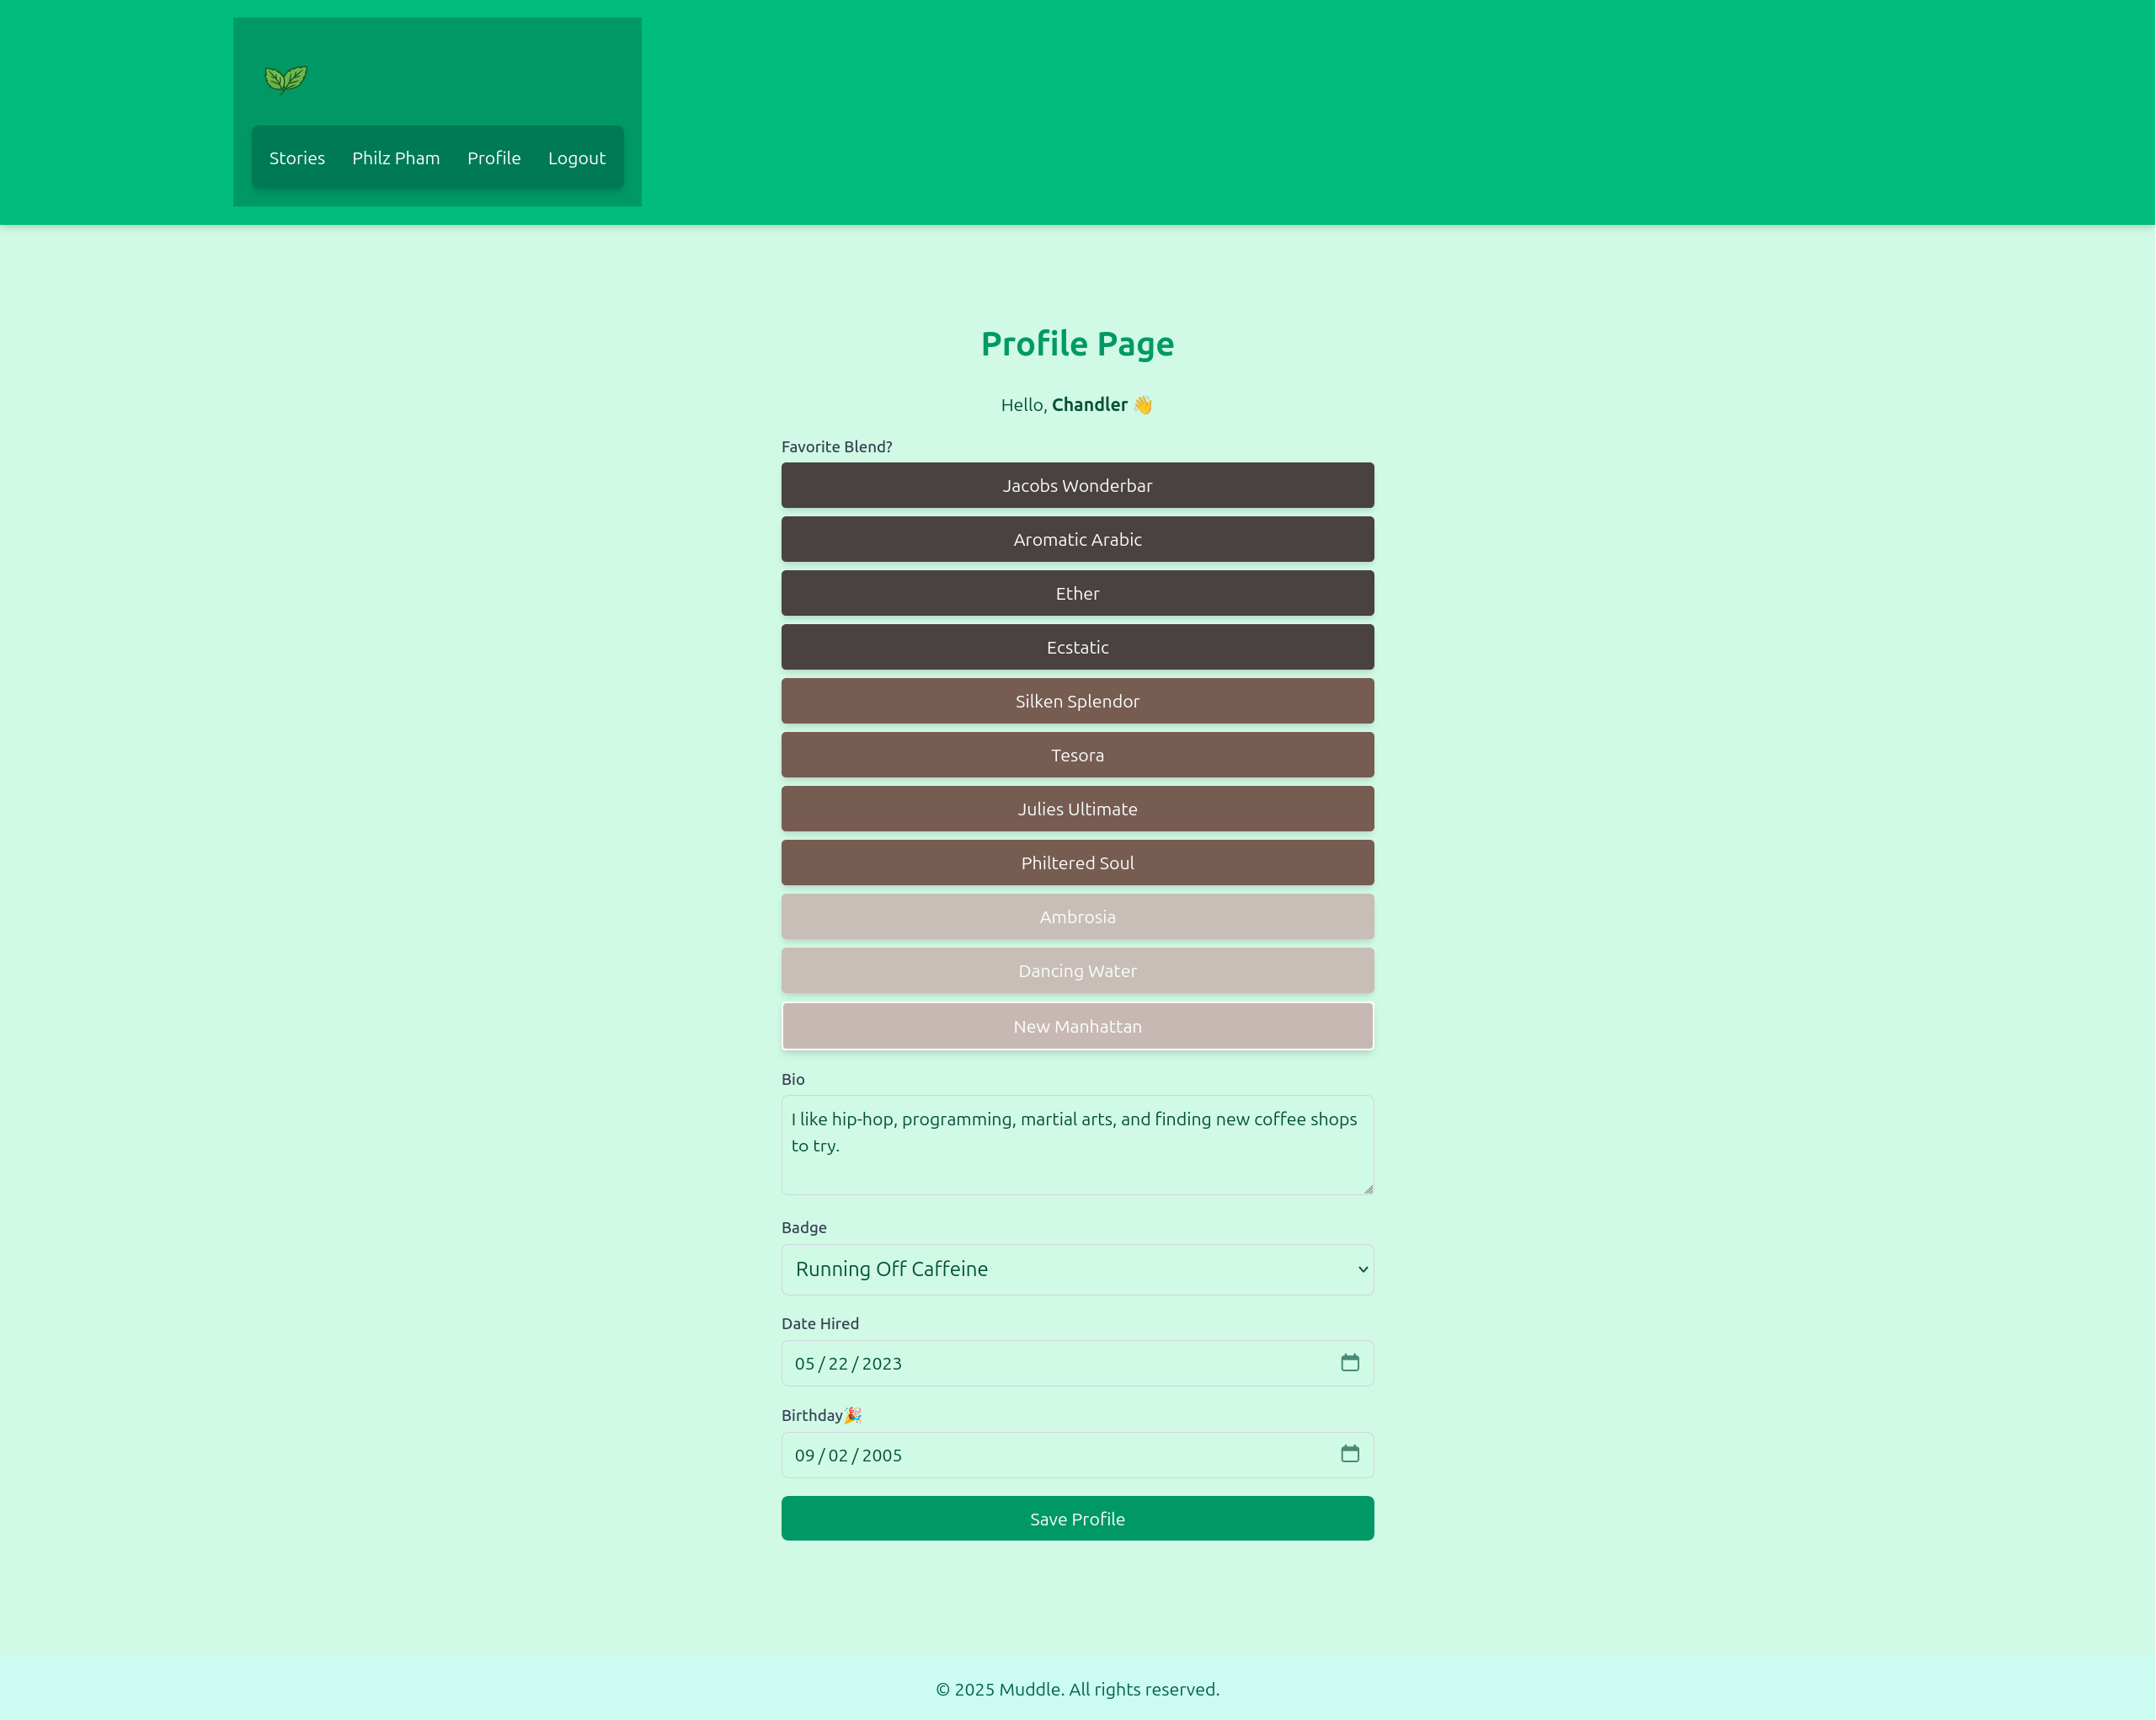 Stories Philz Pham Profile Logout
Profile Page
Hello, Chandler 👋
Favorite Blend?
Jacobs Wonderbar
Aromatic Arabic
Ether
Ecstatic
Silken Splendor
Tesora
Julies Ultimate
Philtered Soul
Ambrosia
Dancing Water
New Manhattan
Bio
I like hip-hop, programming, martial arts, and finding new coffee shops
to try.
Badge
Running Off Caffeine
Date Hired
05 / 22 / 2023
Birthday🎉
09 / 02 / 2005
Save Profile
© 2025 Muddle. All rights reserved.